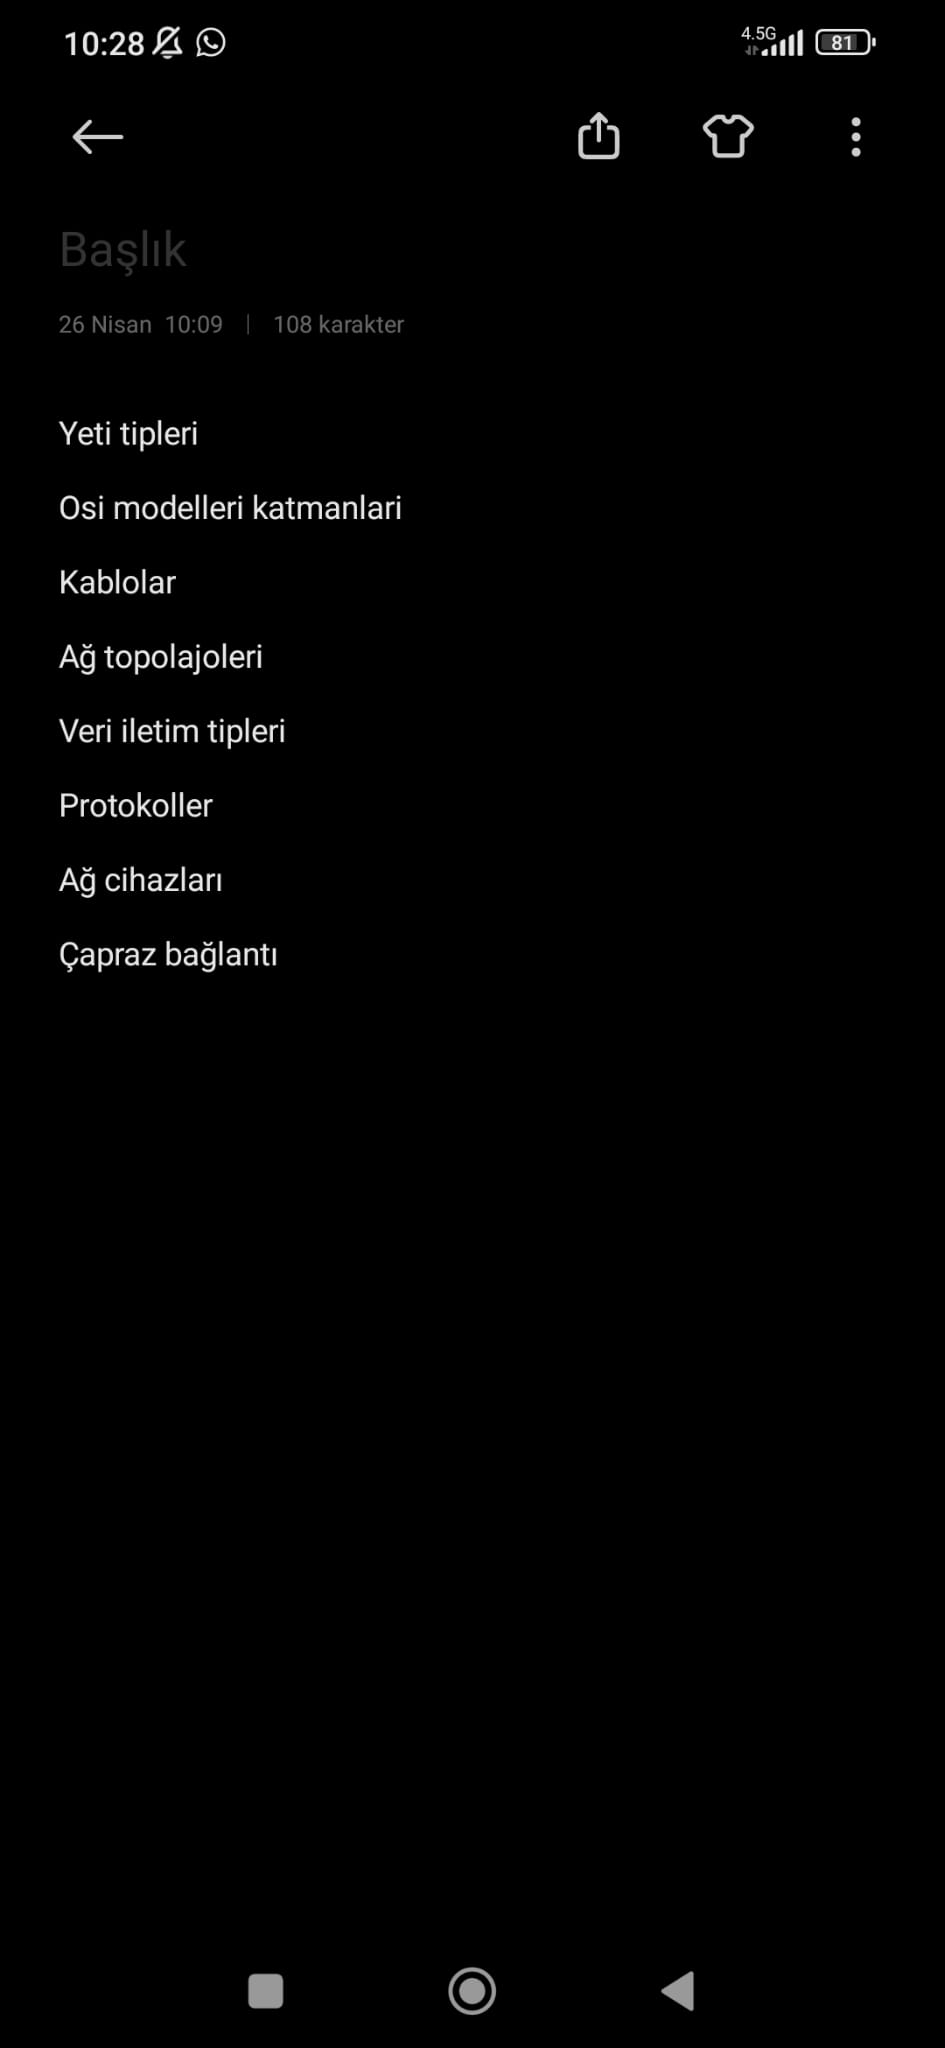 10:28
4.5G
81
Başlık
26 Nisan 10:09 | 108 karakter
Yeti tipleri
Osi modelleri katmanlari
Kablolar
Ağ topolajoleri
Veri iletim tipleri
Protokoller
Ağ cihazları
Çapraz bağlantı